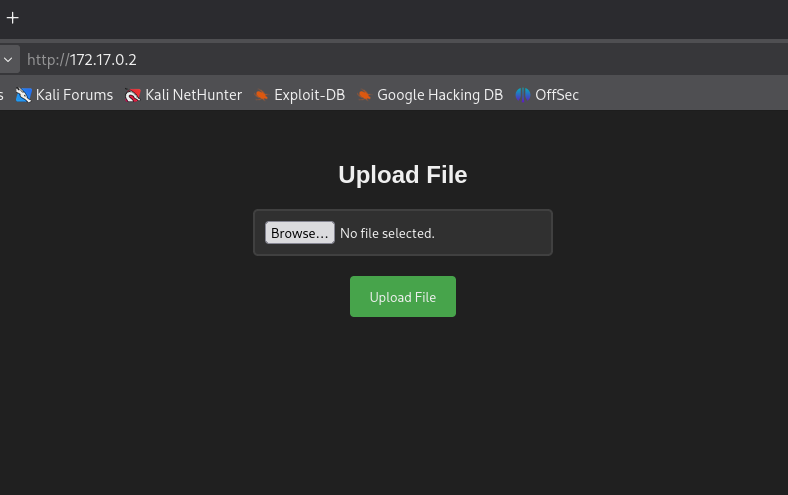 +
http://172.17.0.2
s Kali Forums Kali NetHunter Exploit-DB Google Hacking DB OffSec
Upload File
Browse... No file selected.
Upload File